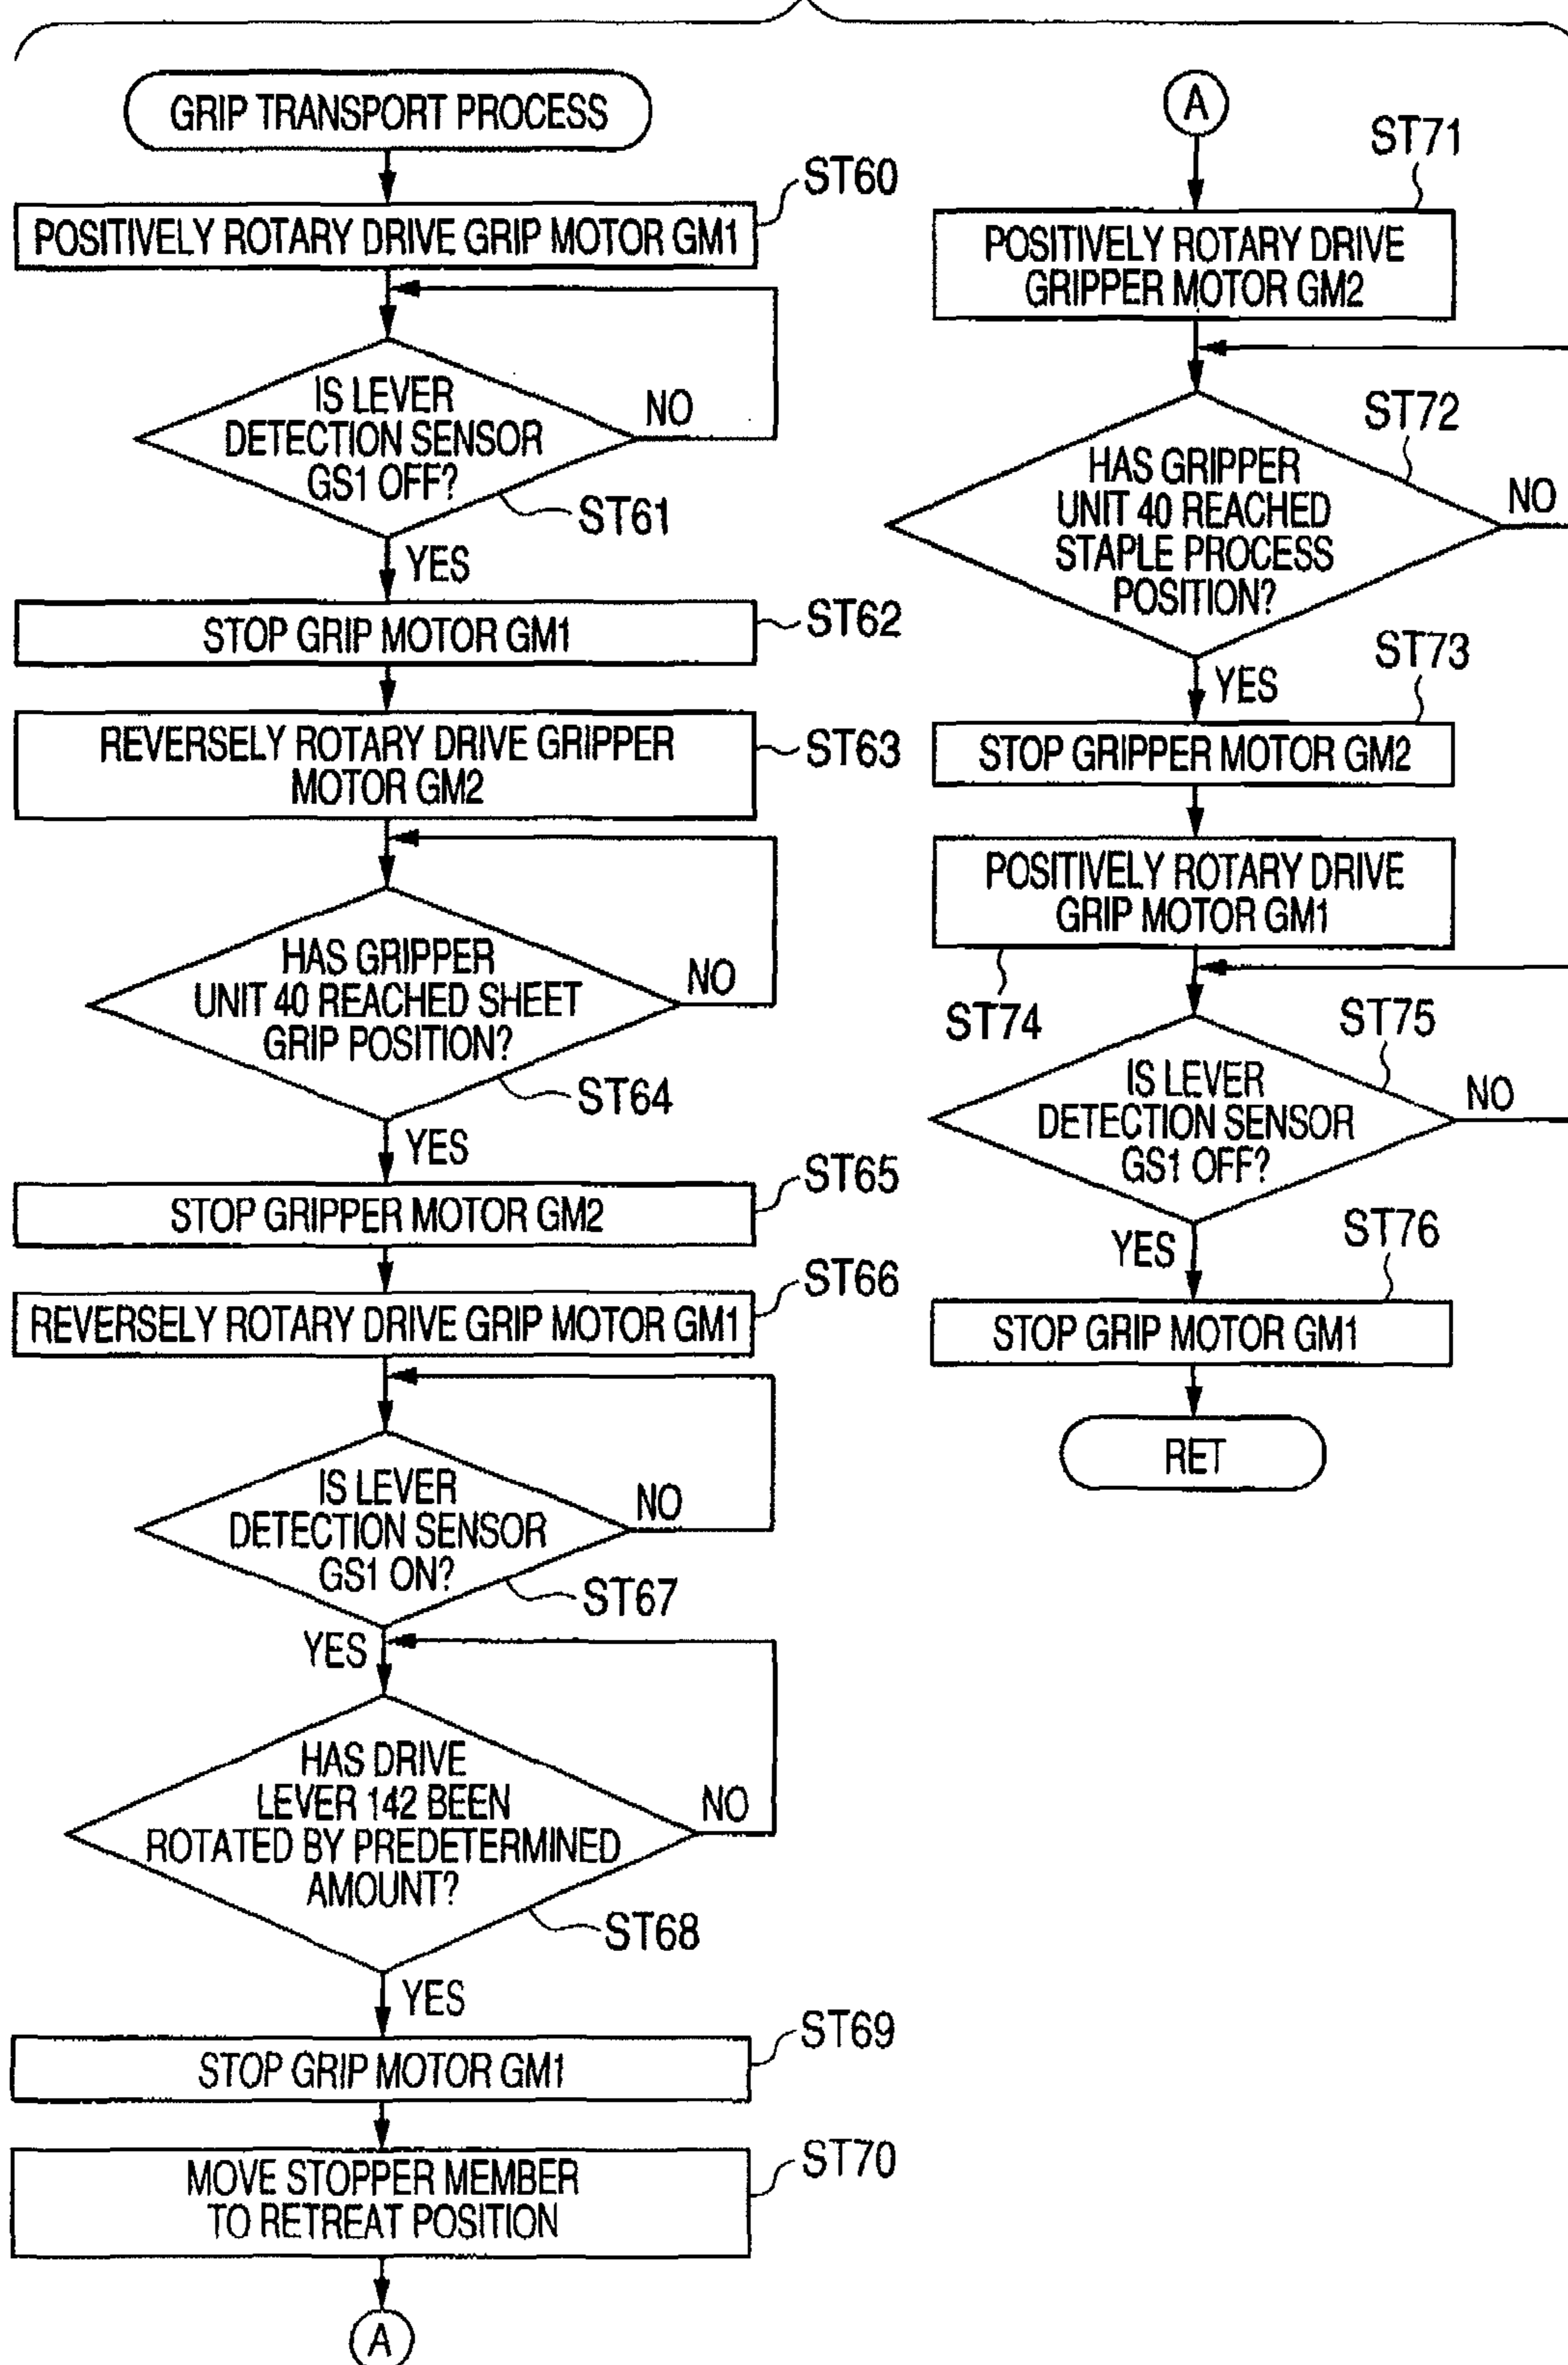 GRIP TRANSPORT PROCESS
ST60
POSITIVELY ROTARY DRIVE GRIP MOTOR GM1
IS LEVER
DETECTION SENSOR
GS1 OFF?
NO
ST61
YES
STOP GRIP MOTOR GM1
ST62
REVERSELY ROTARY DRIVE GRIPPER
MOTOR GM2
ST63
HAS GRIPPER
UNIT 40 REACHED SHEET
GRIP POSITION?
NO
ST64
YES
STOP GRIPPER MOTOR GM2
ST65
REVERSELY ROTARY DRIVE GRIP MOTOR GM1
ST66
IS LEVER
DETECTION SENSOR
GS1 ON?
NO
ST67
YES
HAS DRIVE
LEVER 142 BEEN
ROTATED BY PREDETERMINED
AMOUNT?
NO
ST68
YES
STOP GRIP MOTOR GM1
ST69
MOVE STOPPER MEMBER
TO RETREAT POSITION
ST70
A
A
ST71
POSITIVELY ROTARY DRIVE
GRIPPER MOTOR GM2
ST72
HAS GRIPPER
UNIT 40 REACHED
STAPLE PROCESS
POSITION?
NO
YES
ST73
STOP GRIPPER MOTOR GM2
POSITIVELY ROTARY DRIVE
GRIP MOTOR GM1
ST74
ST75
IS LEVER
DETECTION SENSOR
GS1 OFF?
NO
YES
ST76
STOP GRIP MOTOR GM1
RET